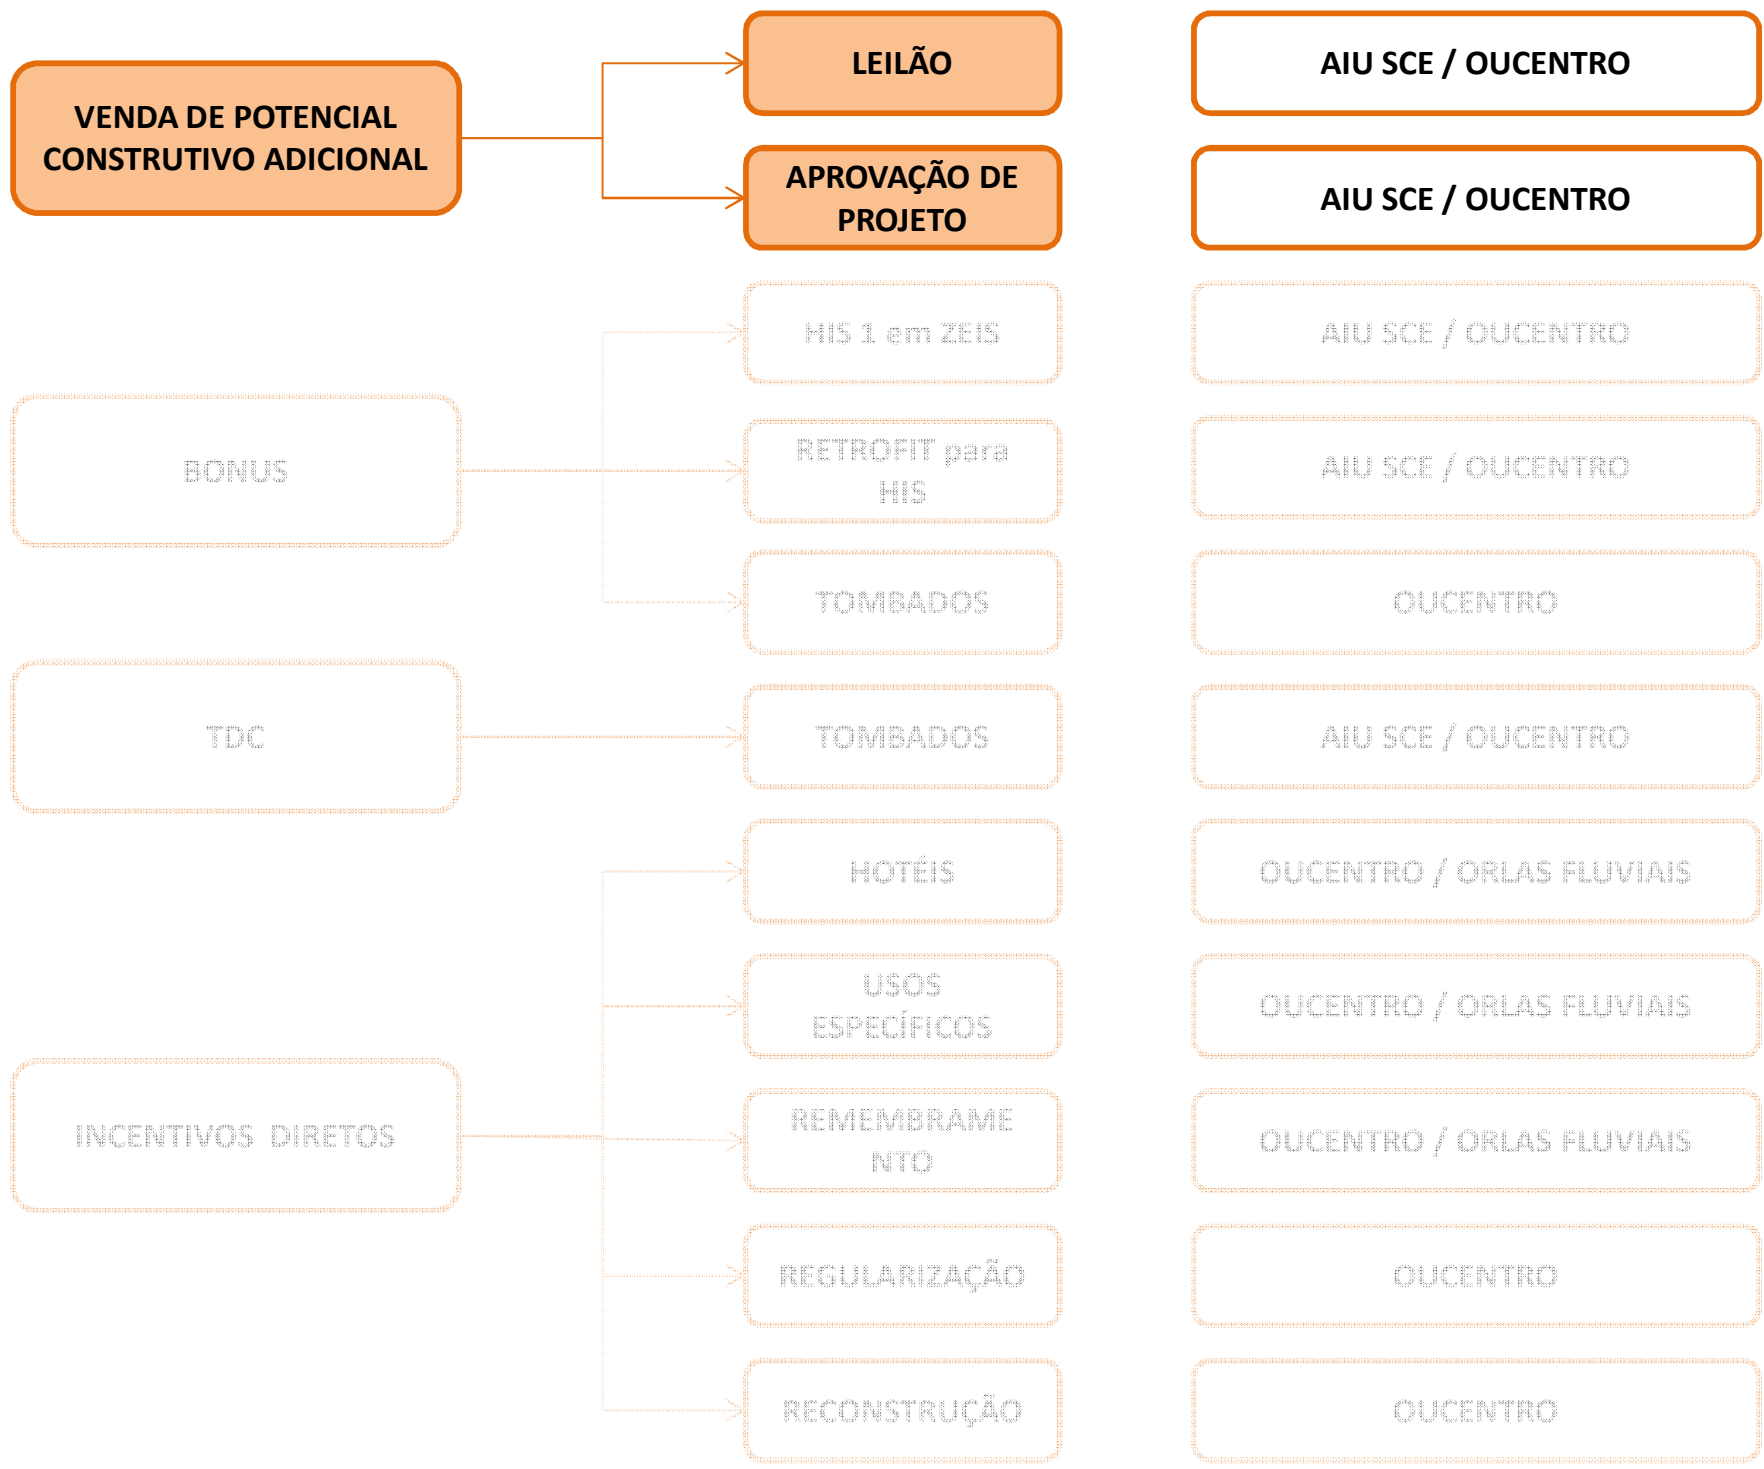 VENDA DE POTENCIAL
CONSTRUTIVO ADICIONAL
LEILÃO
AIU SCE / OUCENTRO
APROVAÇÃO DE
PROJETO
AIU SCE / OUCENTRO
BONUS
HIS 1 em ZEIS
AIU SCE / OUCENTRO
RETROFIT para
HIS
AIU SCE / OUCENTRO
TOMBADOS
OUCENTRO
TDC
TOMBADOS
AIU SCE / OUCENTRO
INCENTIVOS DIRETOS
HOTÉIS
OUCENTRO / ORLAS FLUVIAIS
USOS
ESPECÍFICOS
OUCENTRO / ORLAS FLUVIAIS
REMEMBRAME
NTO
OUCENTRO / ORLAS FLUVIAIS
REGULARIZAÇÃO
OUCENTRO
RECONSTRUÇÃO
OUCENTRO